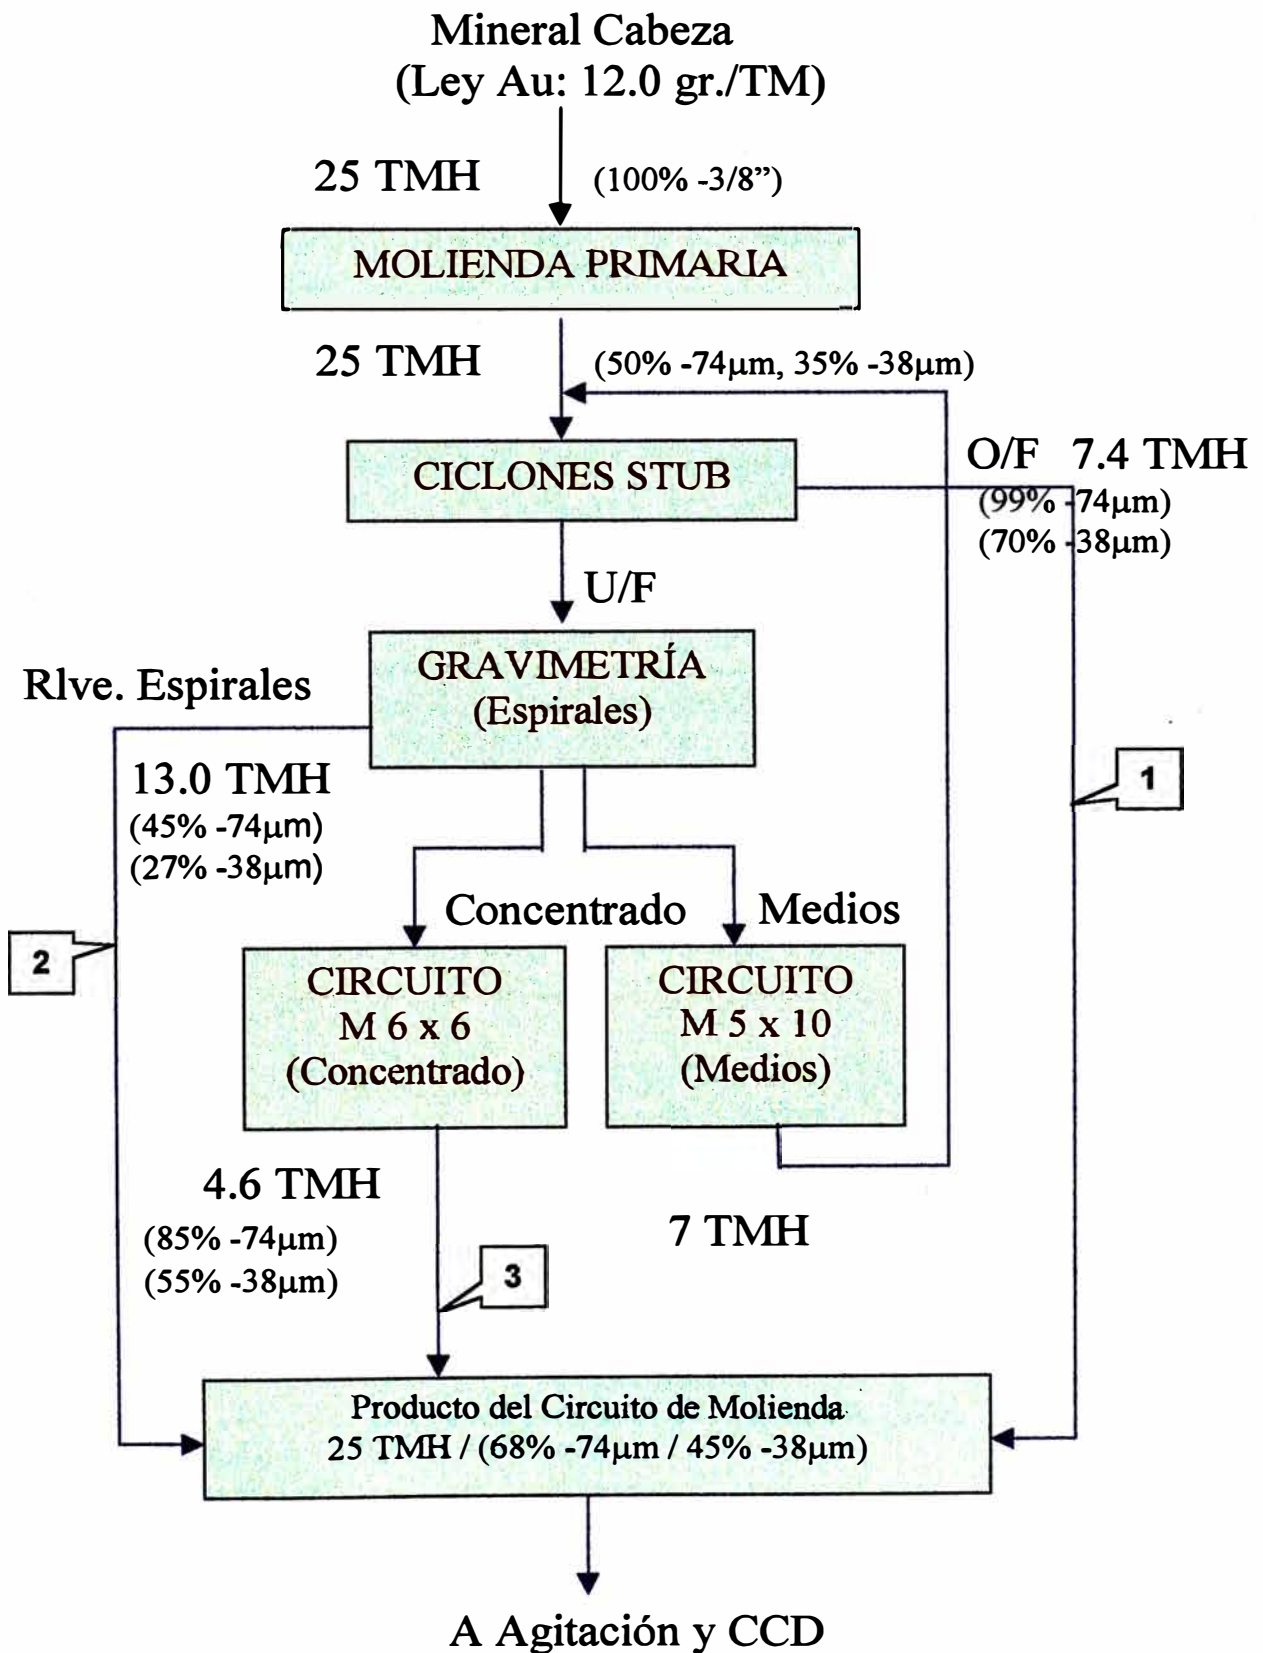 Mineral Cabeza
(Ley Au: 12.0 gr./TM)
25 TMH
(100% -3/8”)
MOLIENDA PRIMARIA
25 TMH
(50% -74µm, 35% -38µm)
CICLONES STUB
O/F 7.4 TMH
(99% -74µm)
(70% -38µm)
U/F
GRAVIMETRÍA
(Espirales)
Rlve. Espirales
13.0 TMH
(45% -74µm)
(27% -38µm)
1
Concentrado
Medios
2
CIRCUITO
M 6 x 6
(Concentrado)
CIRCUITO
M 5 x 10
(Medios)
4.6 TMH
(85% -74µm)
(55% -38µm)
7 TMH
3
Producto del Circuito de Molienda
25 TMH / (68% -74µm / 45% -38µm)
A Agitación y CCD